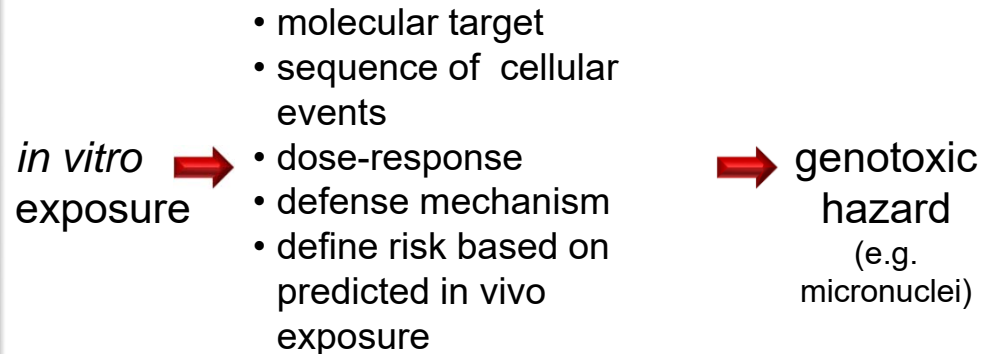 in vitro
exposure
• molecular target
• sequence of cellular
events
• dose-response
• defense mechanism
• define risk based on
predicted in vivo
exposure
genotoxic
hazard
(e.g.
micronuclei)